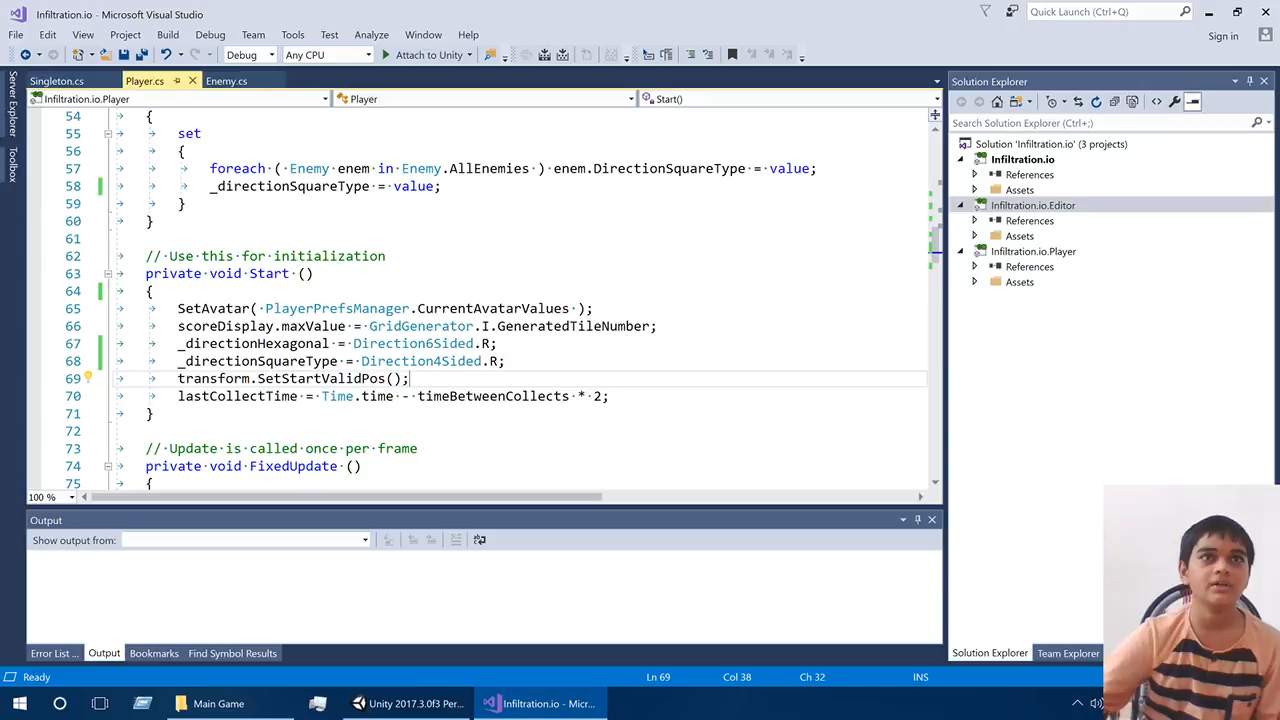 Infiltration.io - Microsoft Visual Studio
Quick Launch (Ctrl+Q)
File Edit View Project Build Debug Team Tools Test Analyze Window Help
Sign in
Debug Any CPU Attach to Unity
Server Explorer
Toolbox
Singleton.cs Player.cs Enemy.cs
Infiltration.io.Player Player Start()
54 {
55 set
56 {
57 foreach ( Enemy enem in Enemy.AllEnemies ) enem.DirectionSquareType = value;
58 _directionSquareType = value;
59 }
60 }
61
62 // Use this for initialization
63 private void Start ()
64 {
65 SetAvatar( PlayerPrefsManager.CurrentAvatarValues );
66 scoreDisplay.maxValue = GridGenerator.I.GeneratedTileNumber;
67 _directionHexagonal = Direction6Sided.R;
68 _directionSquareType = Direction4Sided.R;
69 transform.SetStartValidPos();
70 lastCollectTime = Time.time - timeBetweenCollects * 2;
71 }
72
73 // Update is called once per frame
74 private void FixedUpdate ()
75 {
100 %
Output
Show output from:
Error List ... Output Bookmarks Find Symbol Results
Solution Explorer
Search Solution Explorer (Ctrl+;)
Solution 'Infiltration.io' (3 projects)
Infiltration.io
References
Assets
Infiltration.io.Editor
References
Assets
Infiltration.io.Player
References
Assets
Solution Explorer Team Explorer
Ready Ln 69 Col 38 Ch 32 INS
Main Game Unity 2017.3.0f3 Per... Infiltration.io - Micr...